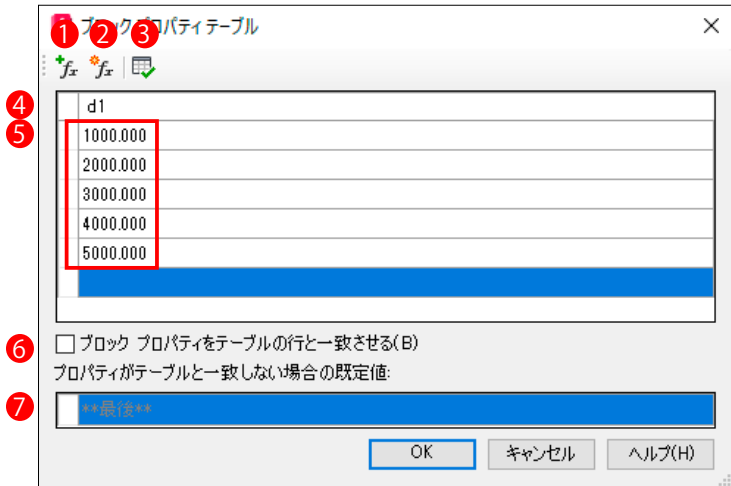 ブロック プロパティ テーブル
1 2 3
fx fx
4 d1
5 1000.000
2000.000
3000.000
4000.000
5000.000
6 ブロック プロパティをテーブルの行と一致させる(B)
プロパティがテーブルと一致しない場合の既定値:
7 **最後**
OK キャンセル ヘルプ(H)